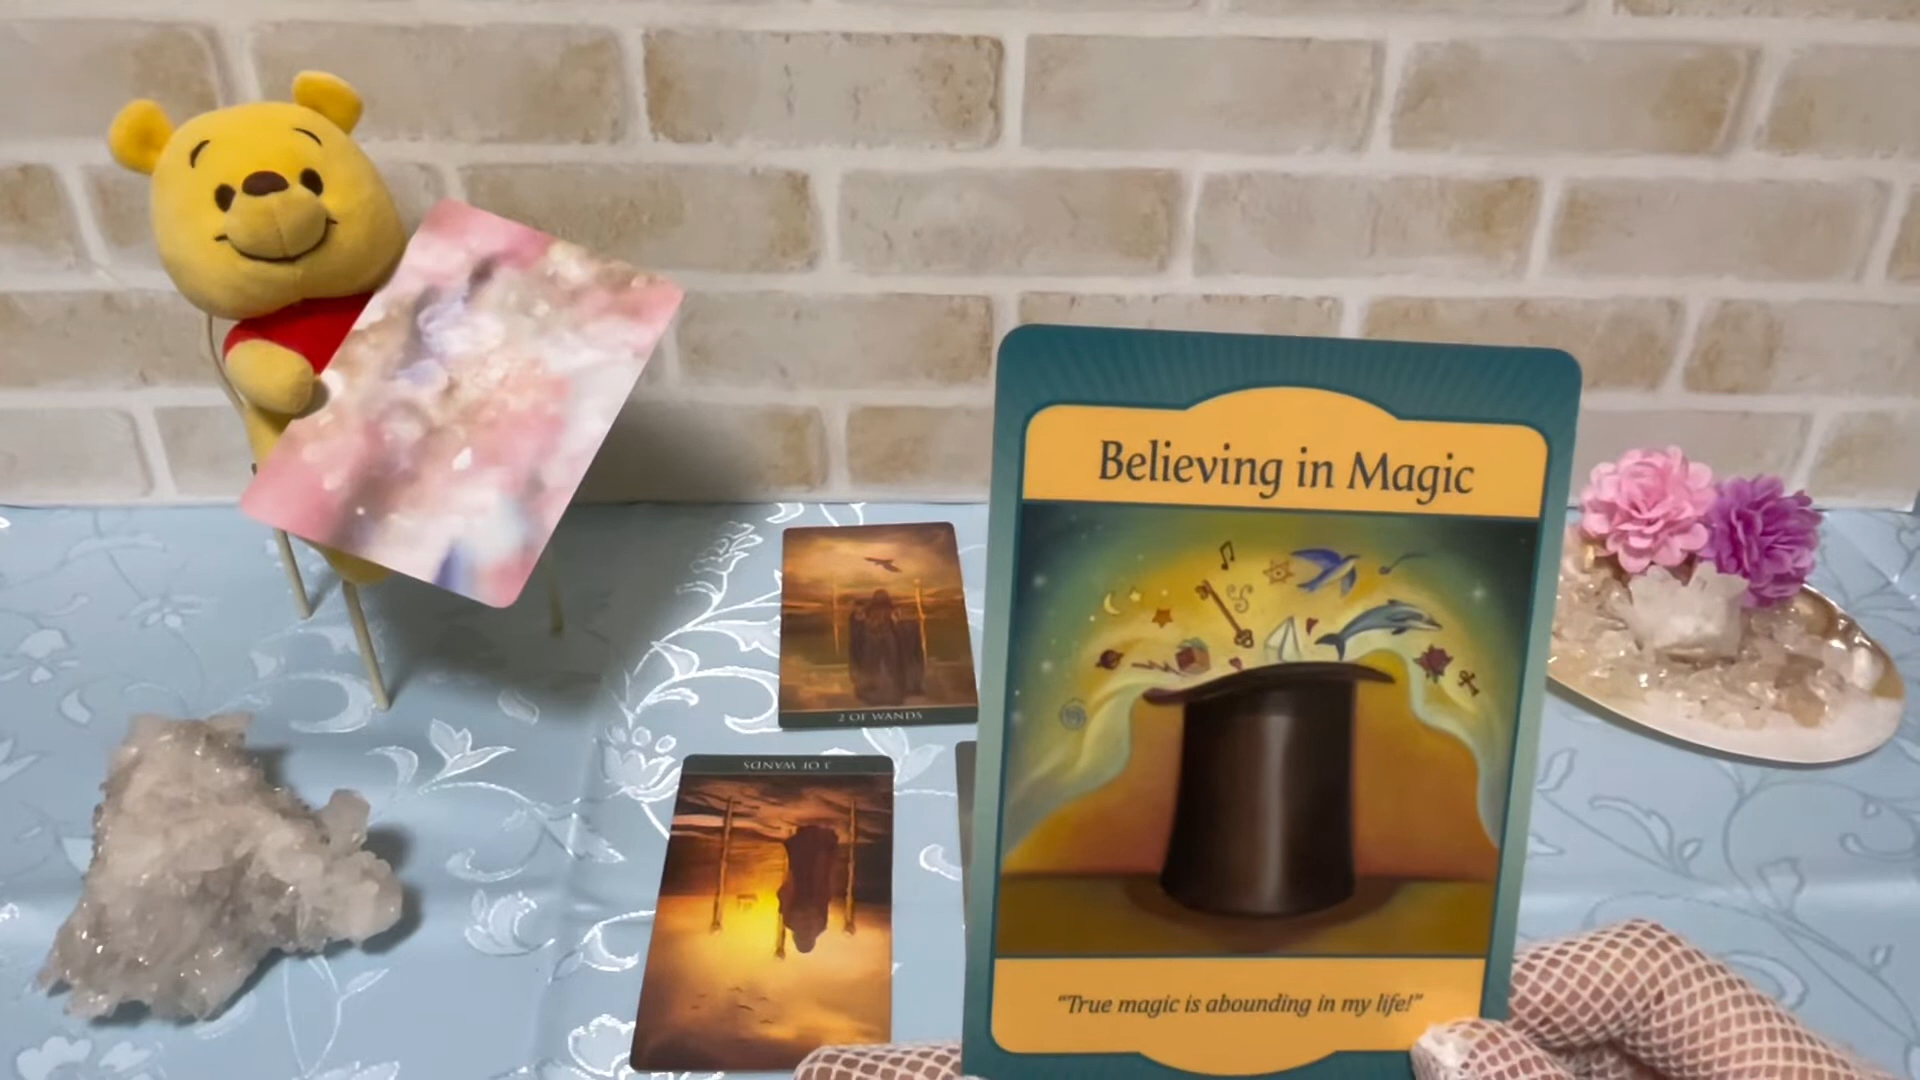 Believing in Magic
2 OF WANDS
3 OF WANDS
"True magic is abounding in my life!"